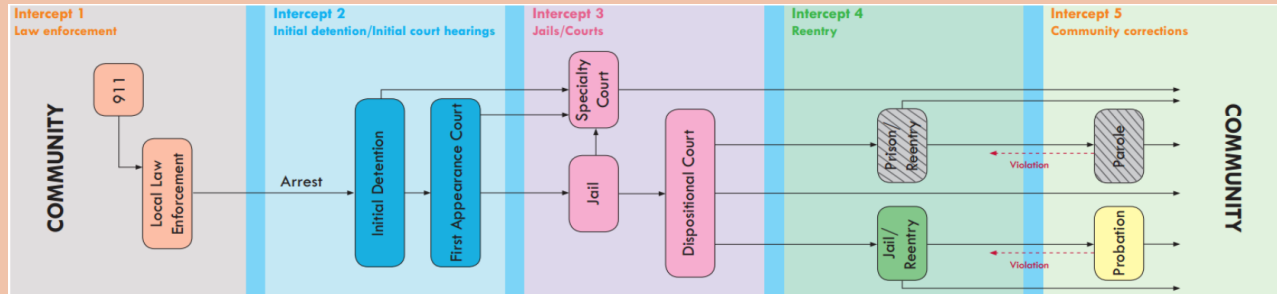 Intercept 1
Law enforcement
Intercept 2
Initial detention/Initial court hearings
Intercept 3
Jails/Courts
Intercept 4
Reentry
Intercept 5
Community corrections
COMMUNITY
911
Local Law
Enforcement
Arrest
Initial Detention
First Appearance Court
Specialty
Court
Jail
Dispositional Court
Prison/
Reentry
Violation
Parole
Jail/
Reentry
Violation
Probation
COMMUNITY